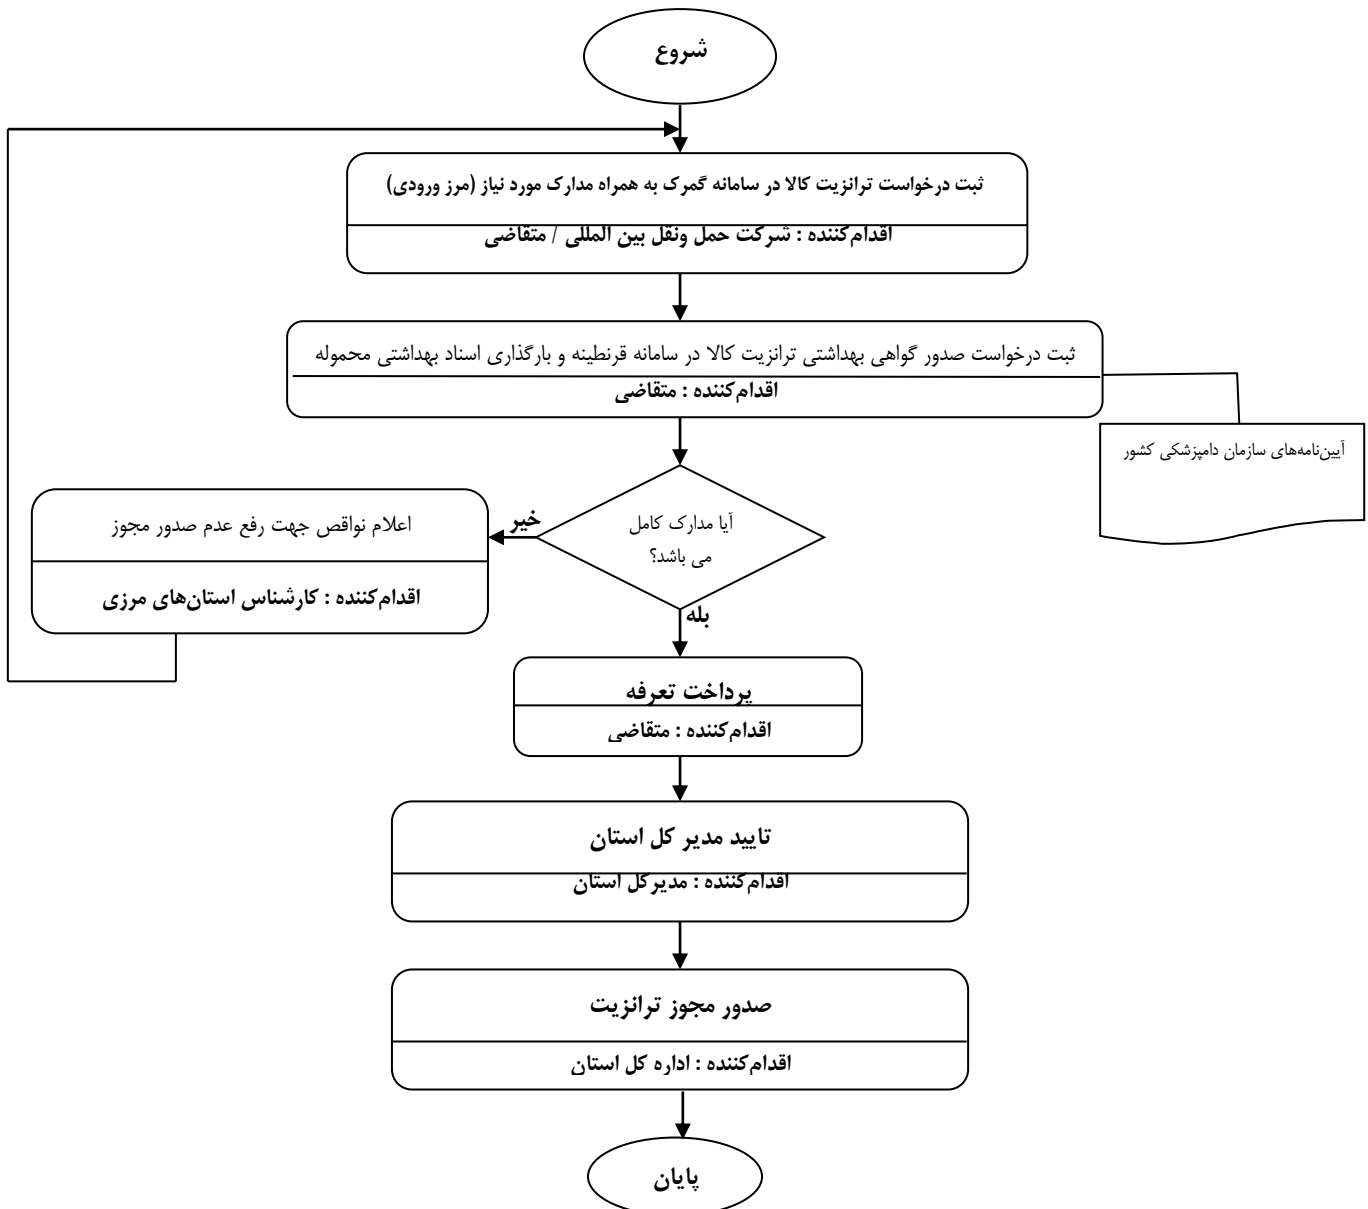 شروع
ثبت درخواست ترانزیت کالا در سامانه گمرک به همراه مدارک مورد نیاز (مرز ورودی)
اقدام‌کننده : شرکت حمل ونقل بین المللی / متقاضی
ثبت درخواست صدور گواهی بهداشتی ترانزیت کالا در سامانه قرنطینه و بارگذاری اسناد بهداشتی محموله
اقدام‌کننده : متقاضی
آیین‌نامه‌های سازمان دامپزشکی کشور
آیا مدارک کامل
می باشد؟
خیر
اعلام نواقص جهت رفع عدم صدور مجوز
اقدام‌کننده : کارشناس استان‌های مرزی
بله
پرداخت تعرفه
اقدام‌کننده : متقاضی
تایید مدیر کل استان
اقدام‌کننده : مدیرکل استان
صدور مجوز ترانزیت
اقدام‌کننده : اداره کل استان
پایان